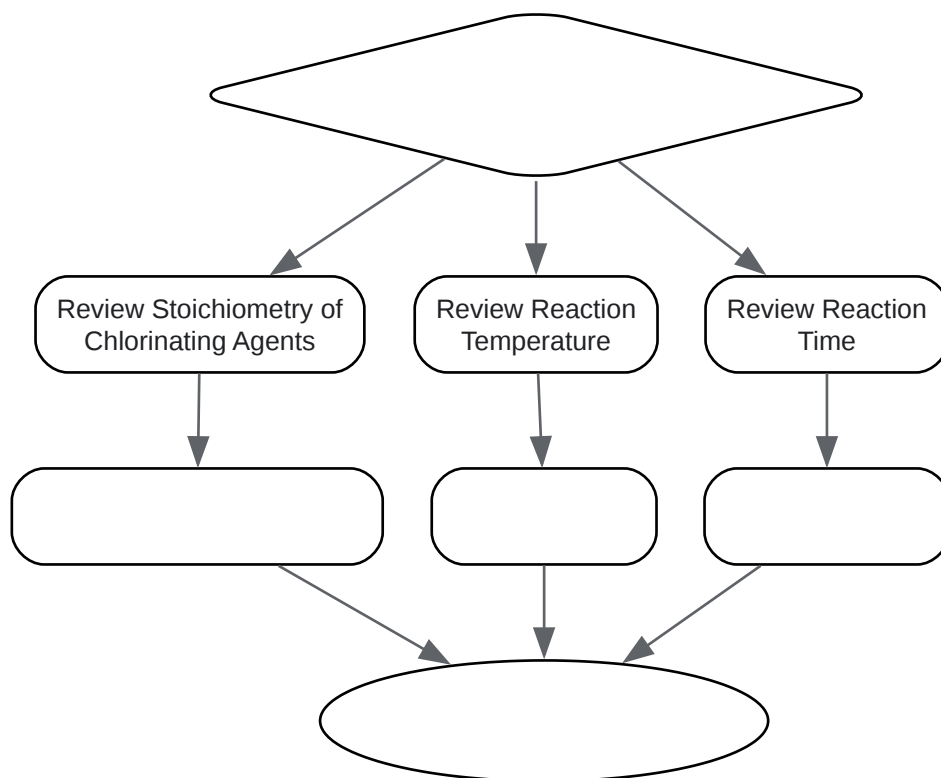 Review Stoichiometry of
Chlorinating Agents
Review Reaction
Temperature
Review Reaction
Time